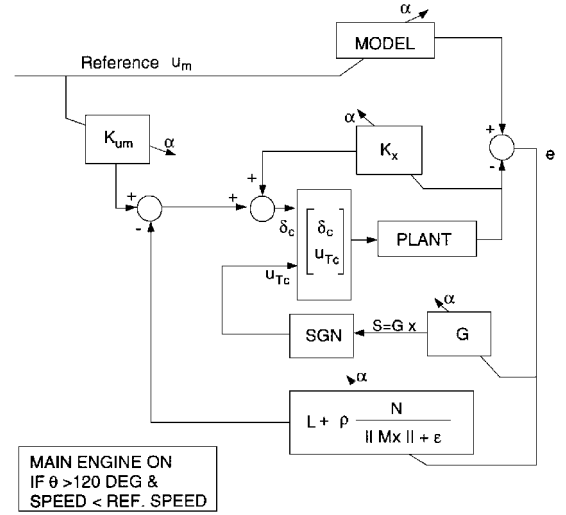 α
MODEL
Reference u_m
K_um
α
α
K_x
+
-
e
+
-
+
+
δ_c
δ_c
u_Tc
PLANT
u_Tc
α
SGN
S=G x
G
α
L + ρ N / || Mx || + ε
MAIN ENGINE ON
IF θ >120 DEG &
SPEED < REF. SPEED